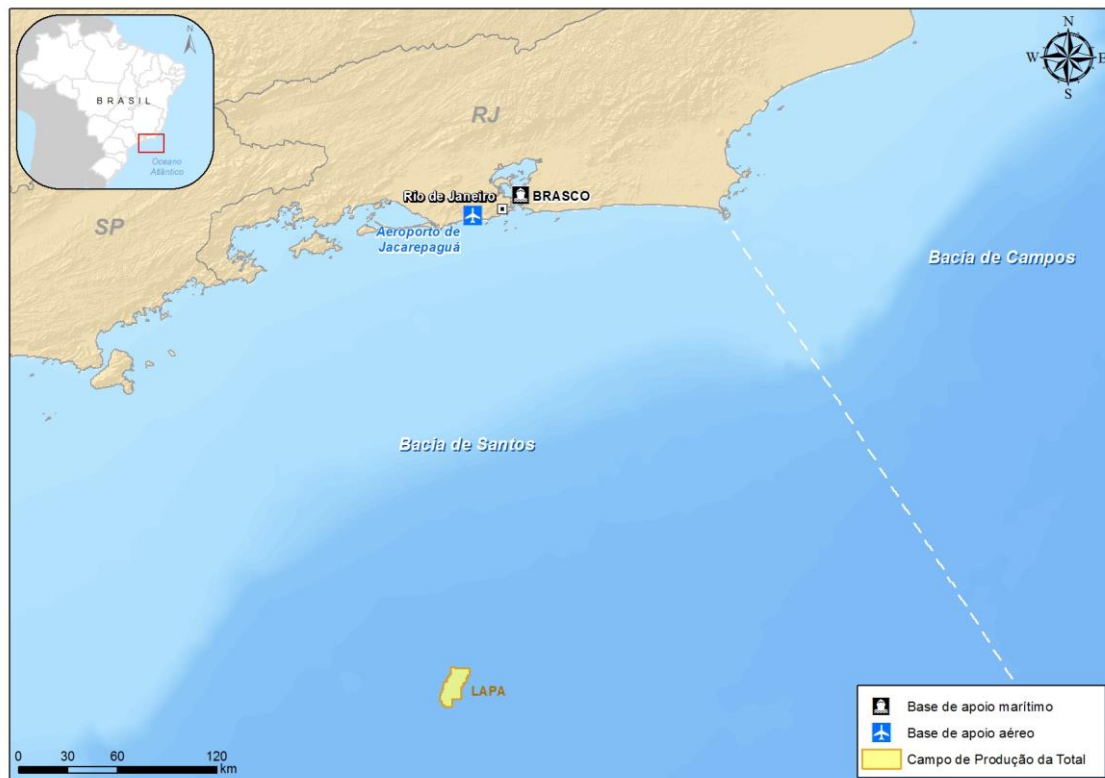 N
BRASIL
Oceano
Atlântico
N
W
E
S
RJ
SP
Rio de Janeiro
BRASCO
Aeroporto de
Jacarepaguá
Bacia de Campos
Bacia de Santos
LAPA
0 30 60 120
km
Base de apoio marítimo
Base de apoio aéreo
Campo de Produção da Total